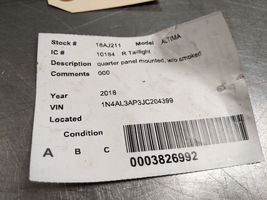 Stock # 18AJ211 Model ALTIMA
IC # 10184 R Taillight
Description quarter panel mounted, w/o smoked
Comments 000
Year 2018
VIN 1N4AL3AP3JC204399
Located
Condition
A B C 0003826992